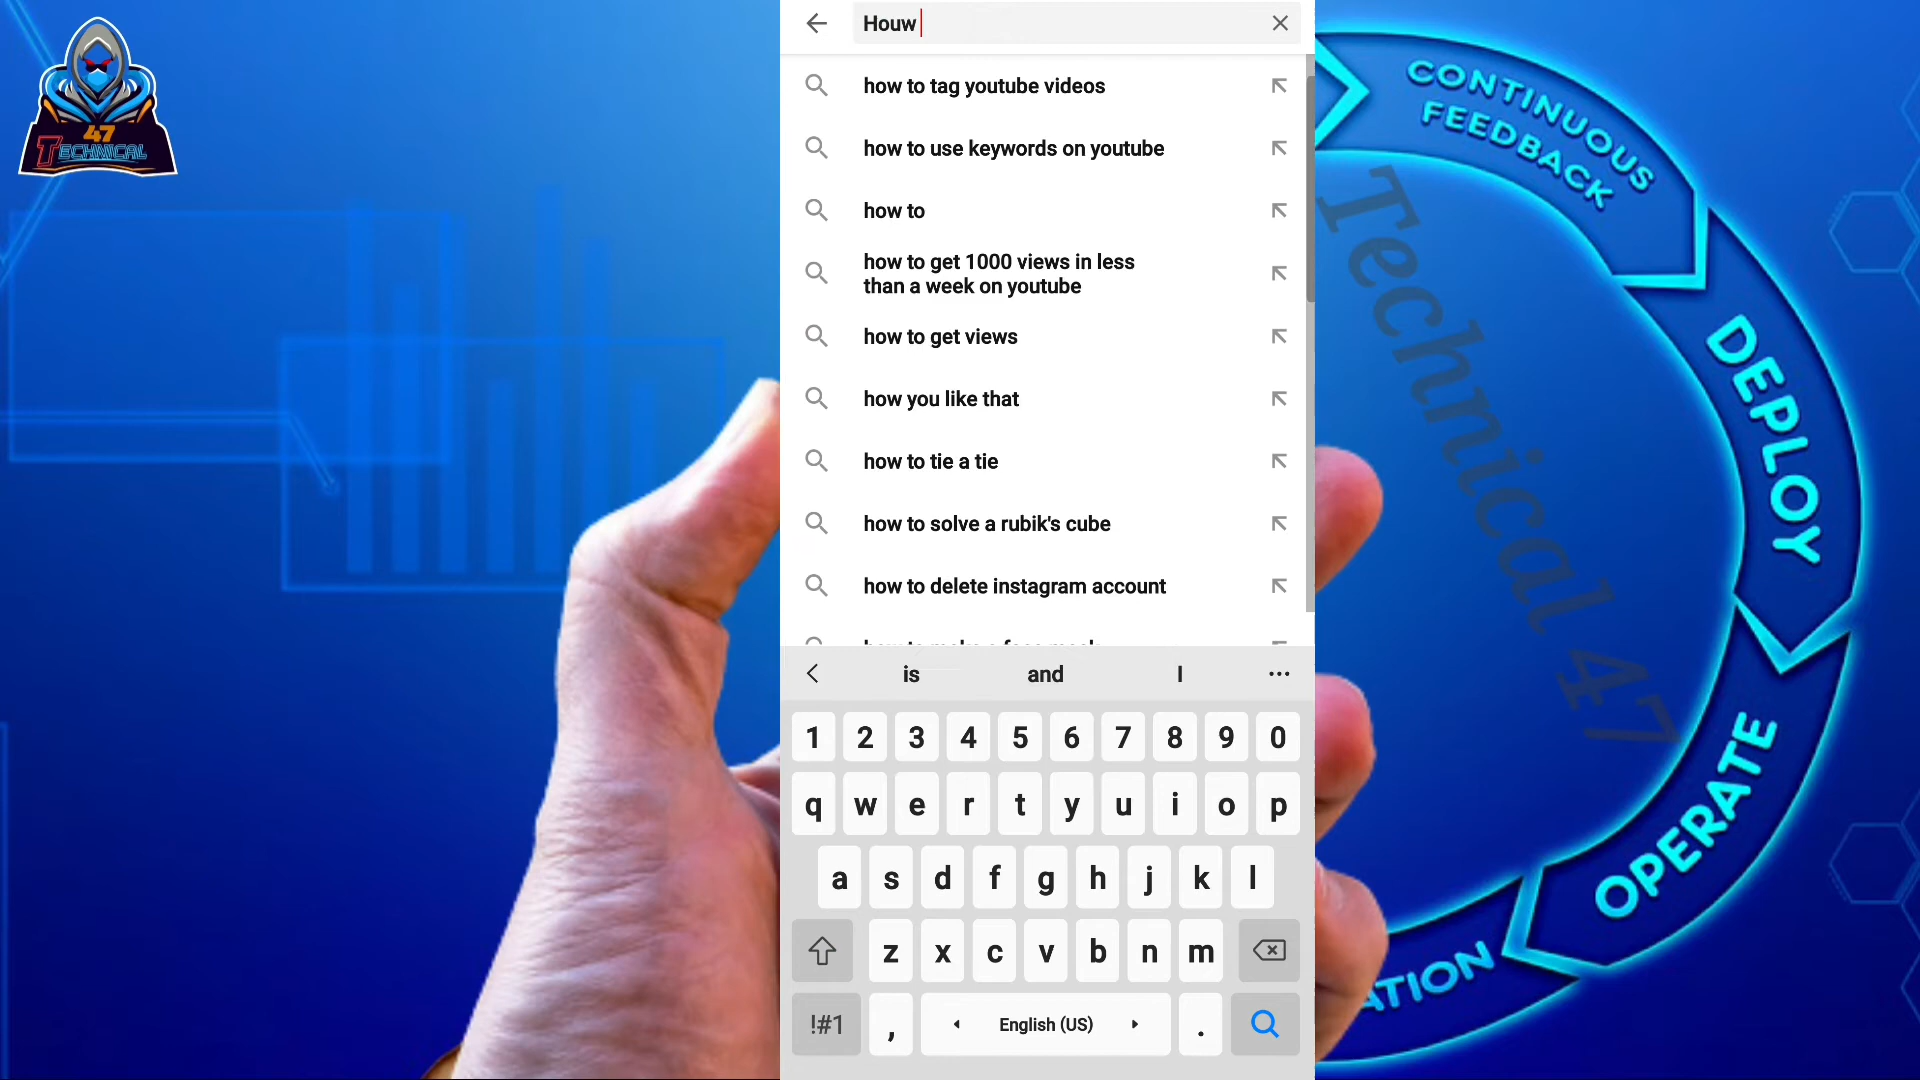 Houw
how to tag youtube videos
how to use keywords on youtube
how to
how to get 1000 views in less
than a week on youtube
how to get views
how you like that
how to tie a tie
how to solve a rubik's cube
how to delete instagram account
is and I
1 2 3 4 5 6 7 8 9 0
q w e r t y u i o p
a s d f g h j k l
z x c v b n m
!#1 , English (US) .
47
TECHNICAL
CONTINUOUS
FEEDBACK
DEPLOY
OPERATE
ATION
Technical 47